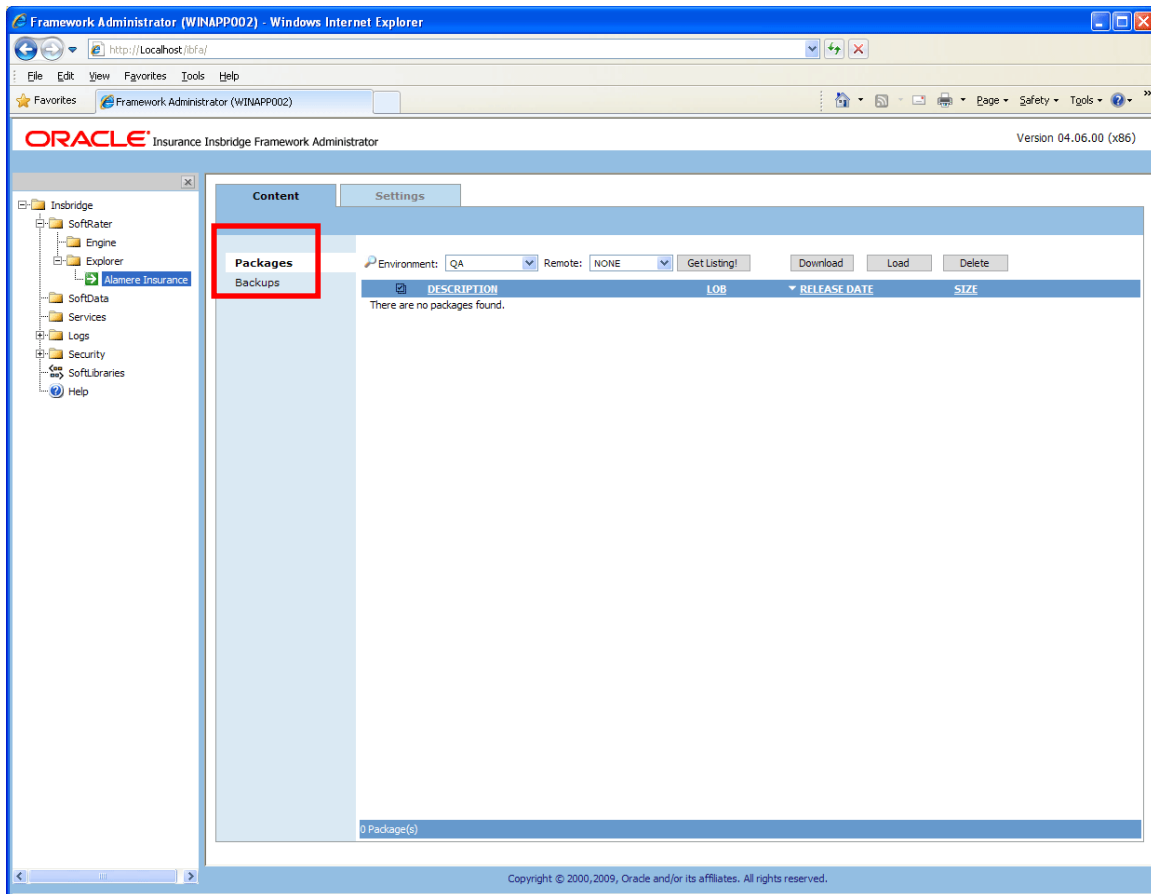 Framework Administrator (WINAPP002) - Windows Internet Explorer
http://Localhost/ibfa/
File Edit View Favorites Tools Help
Favorites Framework Administrator (WINAPP002) Page Safety Tools »
ORACLE Insurance Insbridge Framework Administrator Version 04.06.00 (x86)
Content Settings
Insbridge
SoftRater
Engine
Explorer
Alamere Insurance
SoftData
Services
Logs
Security
SoftLibraries
Help
Packages
Backups
Environment: QA Remote: NONE Get Listing! Download Load Delete
DESCRIPTION LOB RELEASE DATE SIZE
There are no packages found.
0 Package(s)
Copyright © 2000,2009, Oracle and/or its affiliates. All rights reserved.